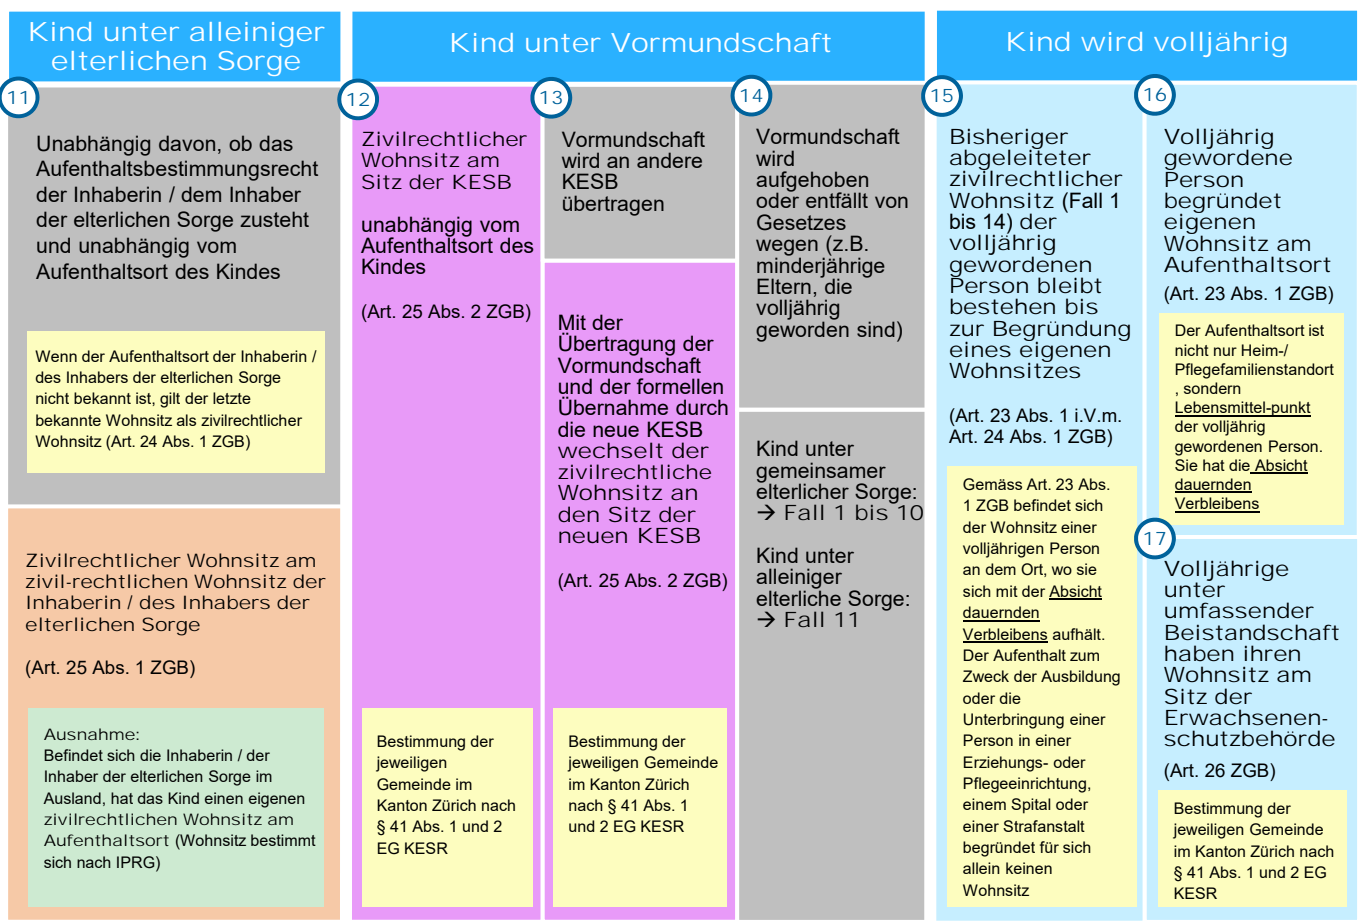 Kind unter alleiniger
elterlichen Sorge
11
Unabhängig davon, ob das
Aufenthaltsbestimmungsrecht
der Inhaberin / dem Inhaber
der elterlichen Sorge zusteht
und unabhängig vom
Aufenthaltsort des Kindes
Wenn der Aufenthaltsort der Inhaberin /
des Inhabers der elterlichen Sorge
nicht bekannt ist, gilt der letzte
bekannte Wohnsitz als zivilrechtlicher
Wohnsitz (Art. 24 Abs. 1 ZGB)
Zivilrechtlicher Wohnsitz am
zivil-rechtlichen Wohnsitz der
Inhaberin / des Inhabers der
elterlichen Sorge
(Art. 25 Abs. 1 ZGB)
Ausnahme:
Befindet sich die Inhaberin / der
Inhaber der elterlichen Sorge im
Ausland, hat das Kind einen eigenen
zivilrechtlichen Wohnsitz am
Aufenthaltsort (Wohnsitz bestimmt
sich nach IPRG)
Kind unter Vormundschaft
12
Zivilrechtlicher
Wohnsitz am
Sitz der KESB
unabhängig vom
Aufenthaltsort des
Kindes
(Art. 25 Abs. 2 ZGB)
Bestimmung der
jeweiligen
Gemeinde im
Kanton Zürich nach
§ 41 Abs. 1 und 2
EG KESR
13
Vormundschaft
wird an andere
KESB
übertragen
Mit der
Übertragung der
Vormundschaft
und der formellen
Übernahme durch
die neue KESB
wechselt der
zivilrechtliche
Wohnsitz an
den Sitz der
neuen KESB
(Art. 25 Abs. 2 ZGB)
Bestimmung der
jeweiligen Gemeinde
im Kanton Zürich
nach § 41 Abs. 1
und 2 EG KESR
14
Vormundschaft
wird
aufgehoben
oder entfällt von
Gesetzes
wegen (z.B.
minderjährige
Eltern, die
volljährig
geworden sind)
Kind unter
gemeinsamer
elterlicher Sorge:
→ Fall 1 bis 10
Kind unter
alleiniger
elterliche Sorge:
→ Fall 11
Kind wird volljährig
15
Bisheriger
abgeleiteter
zivilrechtlicher
Wohnsitz (Fall 1
bis 14) der
volljährig
gewordenen
Person bleibt
bestehen bis
zur Begründung
eines eigenen
Wohnsitzes
(Art. 23 Abs. 1 i.V.m.
Art. 24 Abs. 1 ZGB)
Gemäss Art. 23 Abs.
1 ZGB befindet sich
der Wohnsitz einer
volljährigen Person
an dem Ort, wo sie
sich mit der Absicht
dauernden
Verbleibens aufhält.
Der Aufenthalt zum
Zweck der Ausbildung
oder die
Unterbringung einer
Person in einer
Erziehungs- oder
Pflegeeinrichtung,
einem Spital oder
einer Strafanstalt
begründet für sich
allein keinen
Wohnsitz
16
Volljährig
gewordene
Person
begründet
eigenen
Wohnsitz am
Aufenthaltsort
(Art. 23 Abs. 1 ZGB)
Der Aufenthaltsort ist
nicht nur Heim-/
Pflegefamilienstandort
, sondern
Lebensmittel-punkt
der volljährig
gewordenen Person.
Sie hat die Absicht
dauernden
Verbleibens
17
Volljährige
unter
umfassender
Beistandschaft
haben ihren
Wohnsitz am
Sitz der
Erwachsenen-
schutzbehörde
(Art. 26 ZGB)
Bestimmung der
jeweiligen Gemeinde
im Kanton Zürich nach
§ 41 Abs. 1 und 2 EG
KESR